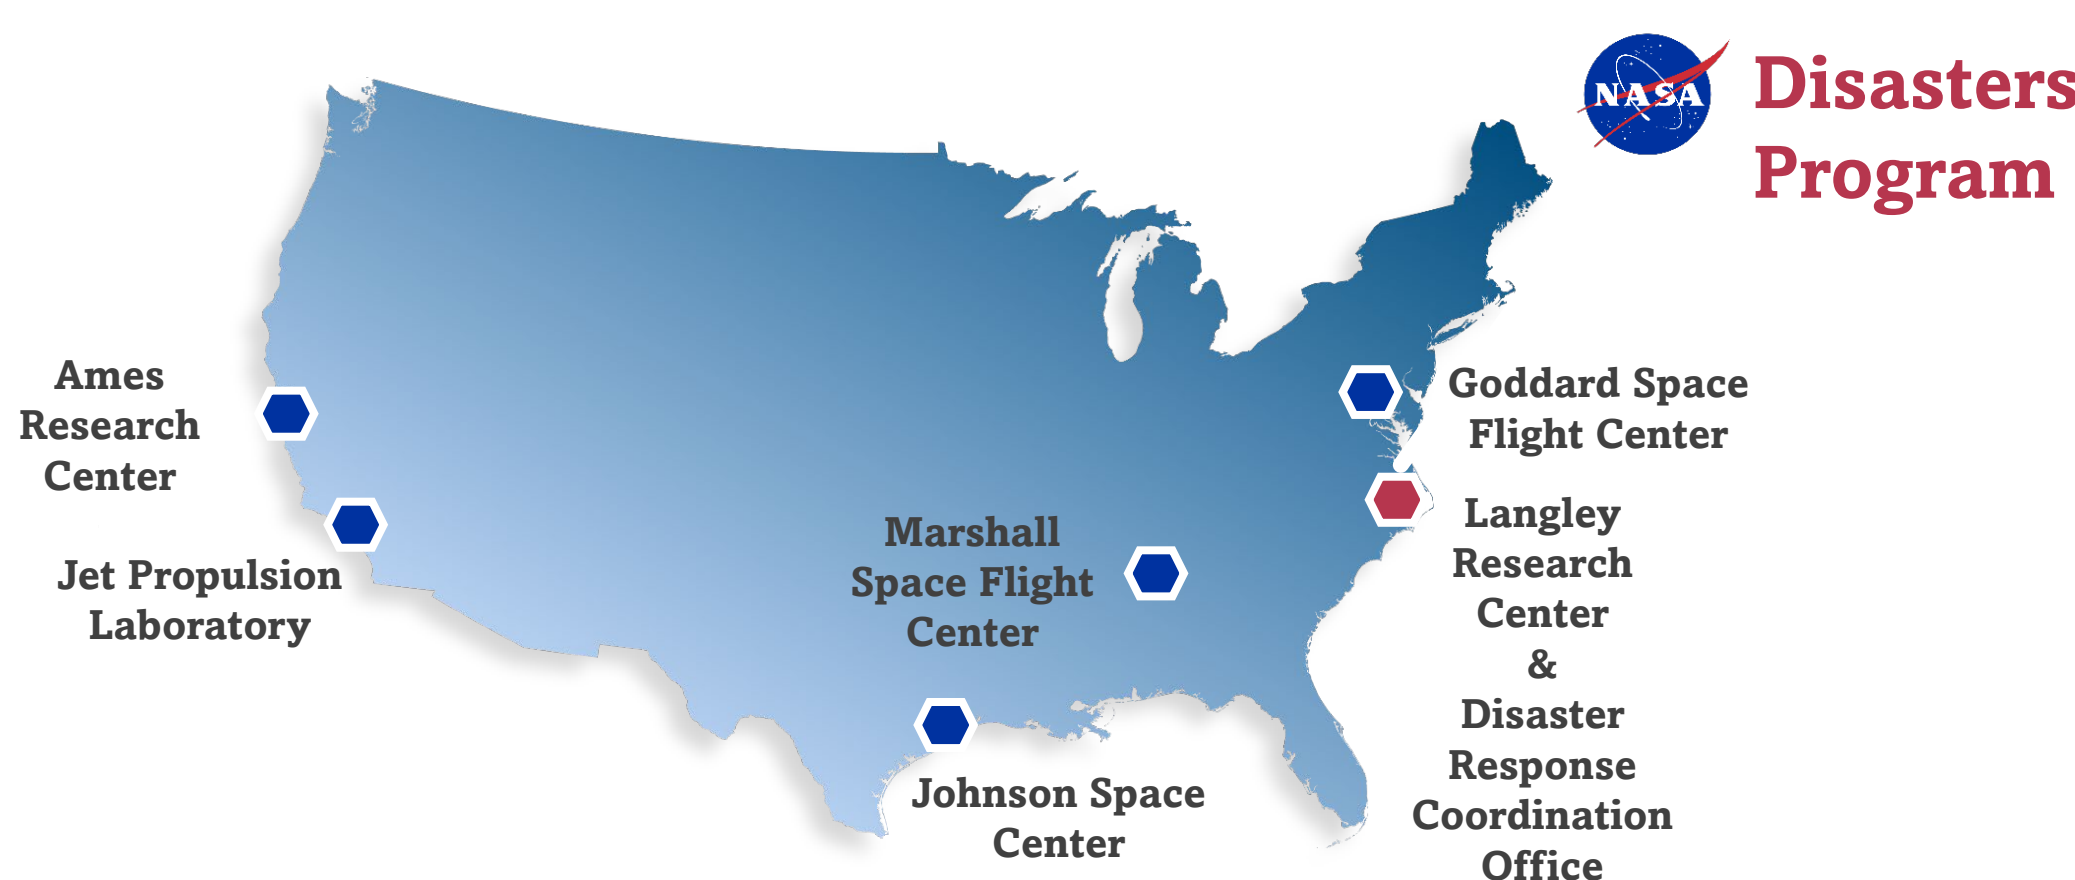 NASA
Disasters
Program
Ames
Research
Center
Jet Propulsion
Laboratory
Marshall
Space Flight
Center
Johnson Space
Center
Goddard Space
Flight Center
Langley
Research
Center
&
Disaster
Response
Coordination
Office